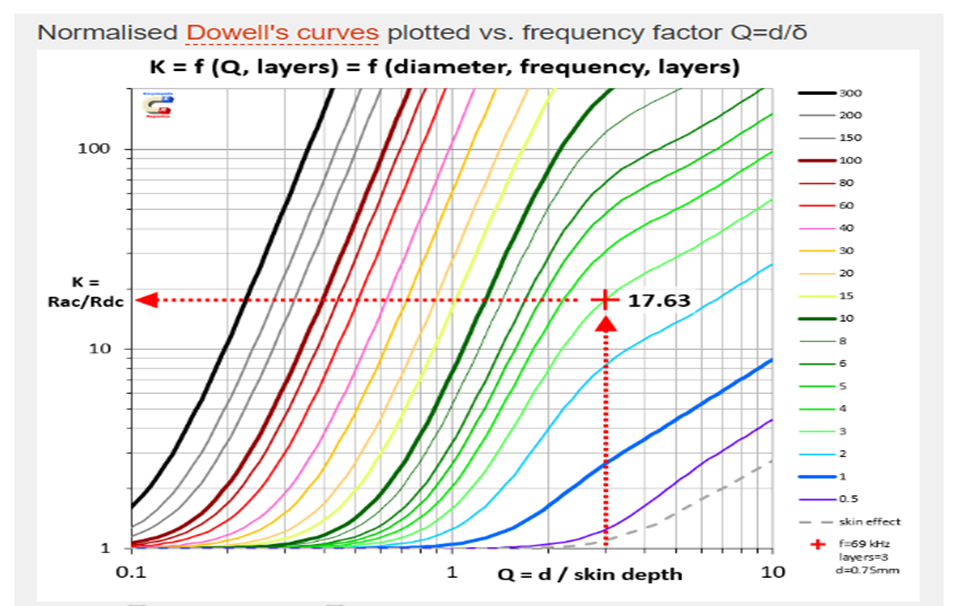 Normalised Dowell's curves plotted vs. frequency factor Q=d/δ
K = f (Q, layers) = f (diameter, frequency, layers)
100
K =
Rac/Rdc
17.63
10
1
0.1
1
Q = d / skin depth
10
300
200
150
100
80
60
40
30
20
15
10
8
6
5
4
3
2
1
0.5
skin effect
f=69 kHz
layers=3
d=0.75mm